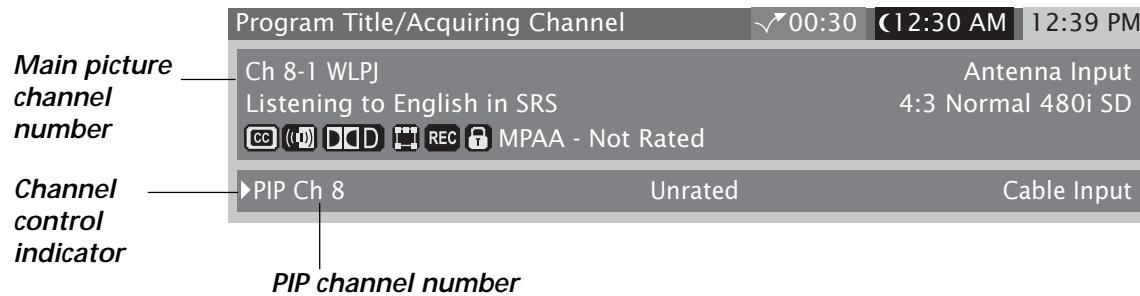 Program Title/Acquiring Channel 00:30 12:30 AM 12:39 PM
Main picture channel number
Ch 8-1 WLPJ Antenna Input
Listening to English in SRS 4:3 Normal 480i SD
CC REC MPAA - Not Rated
Channel control indicator
PIP Ch 8 Unrated Cable Input
PIP channel number